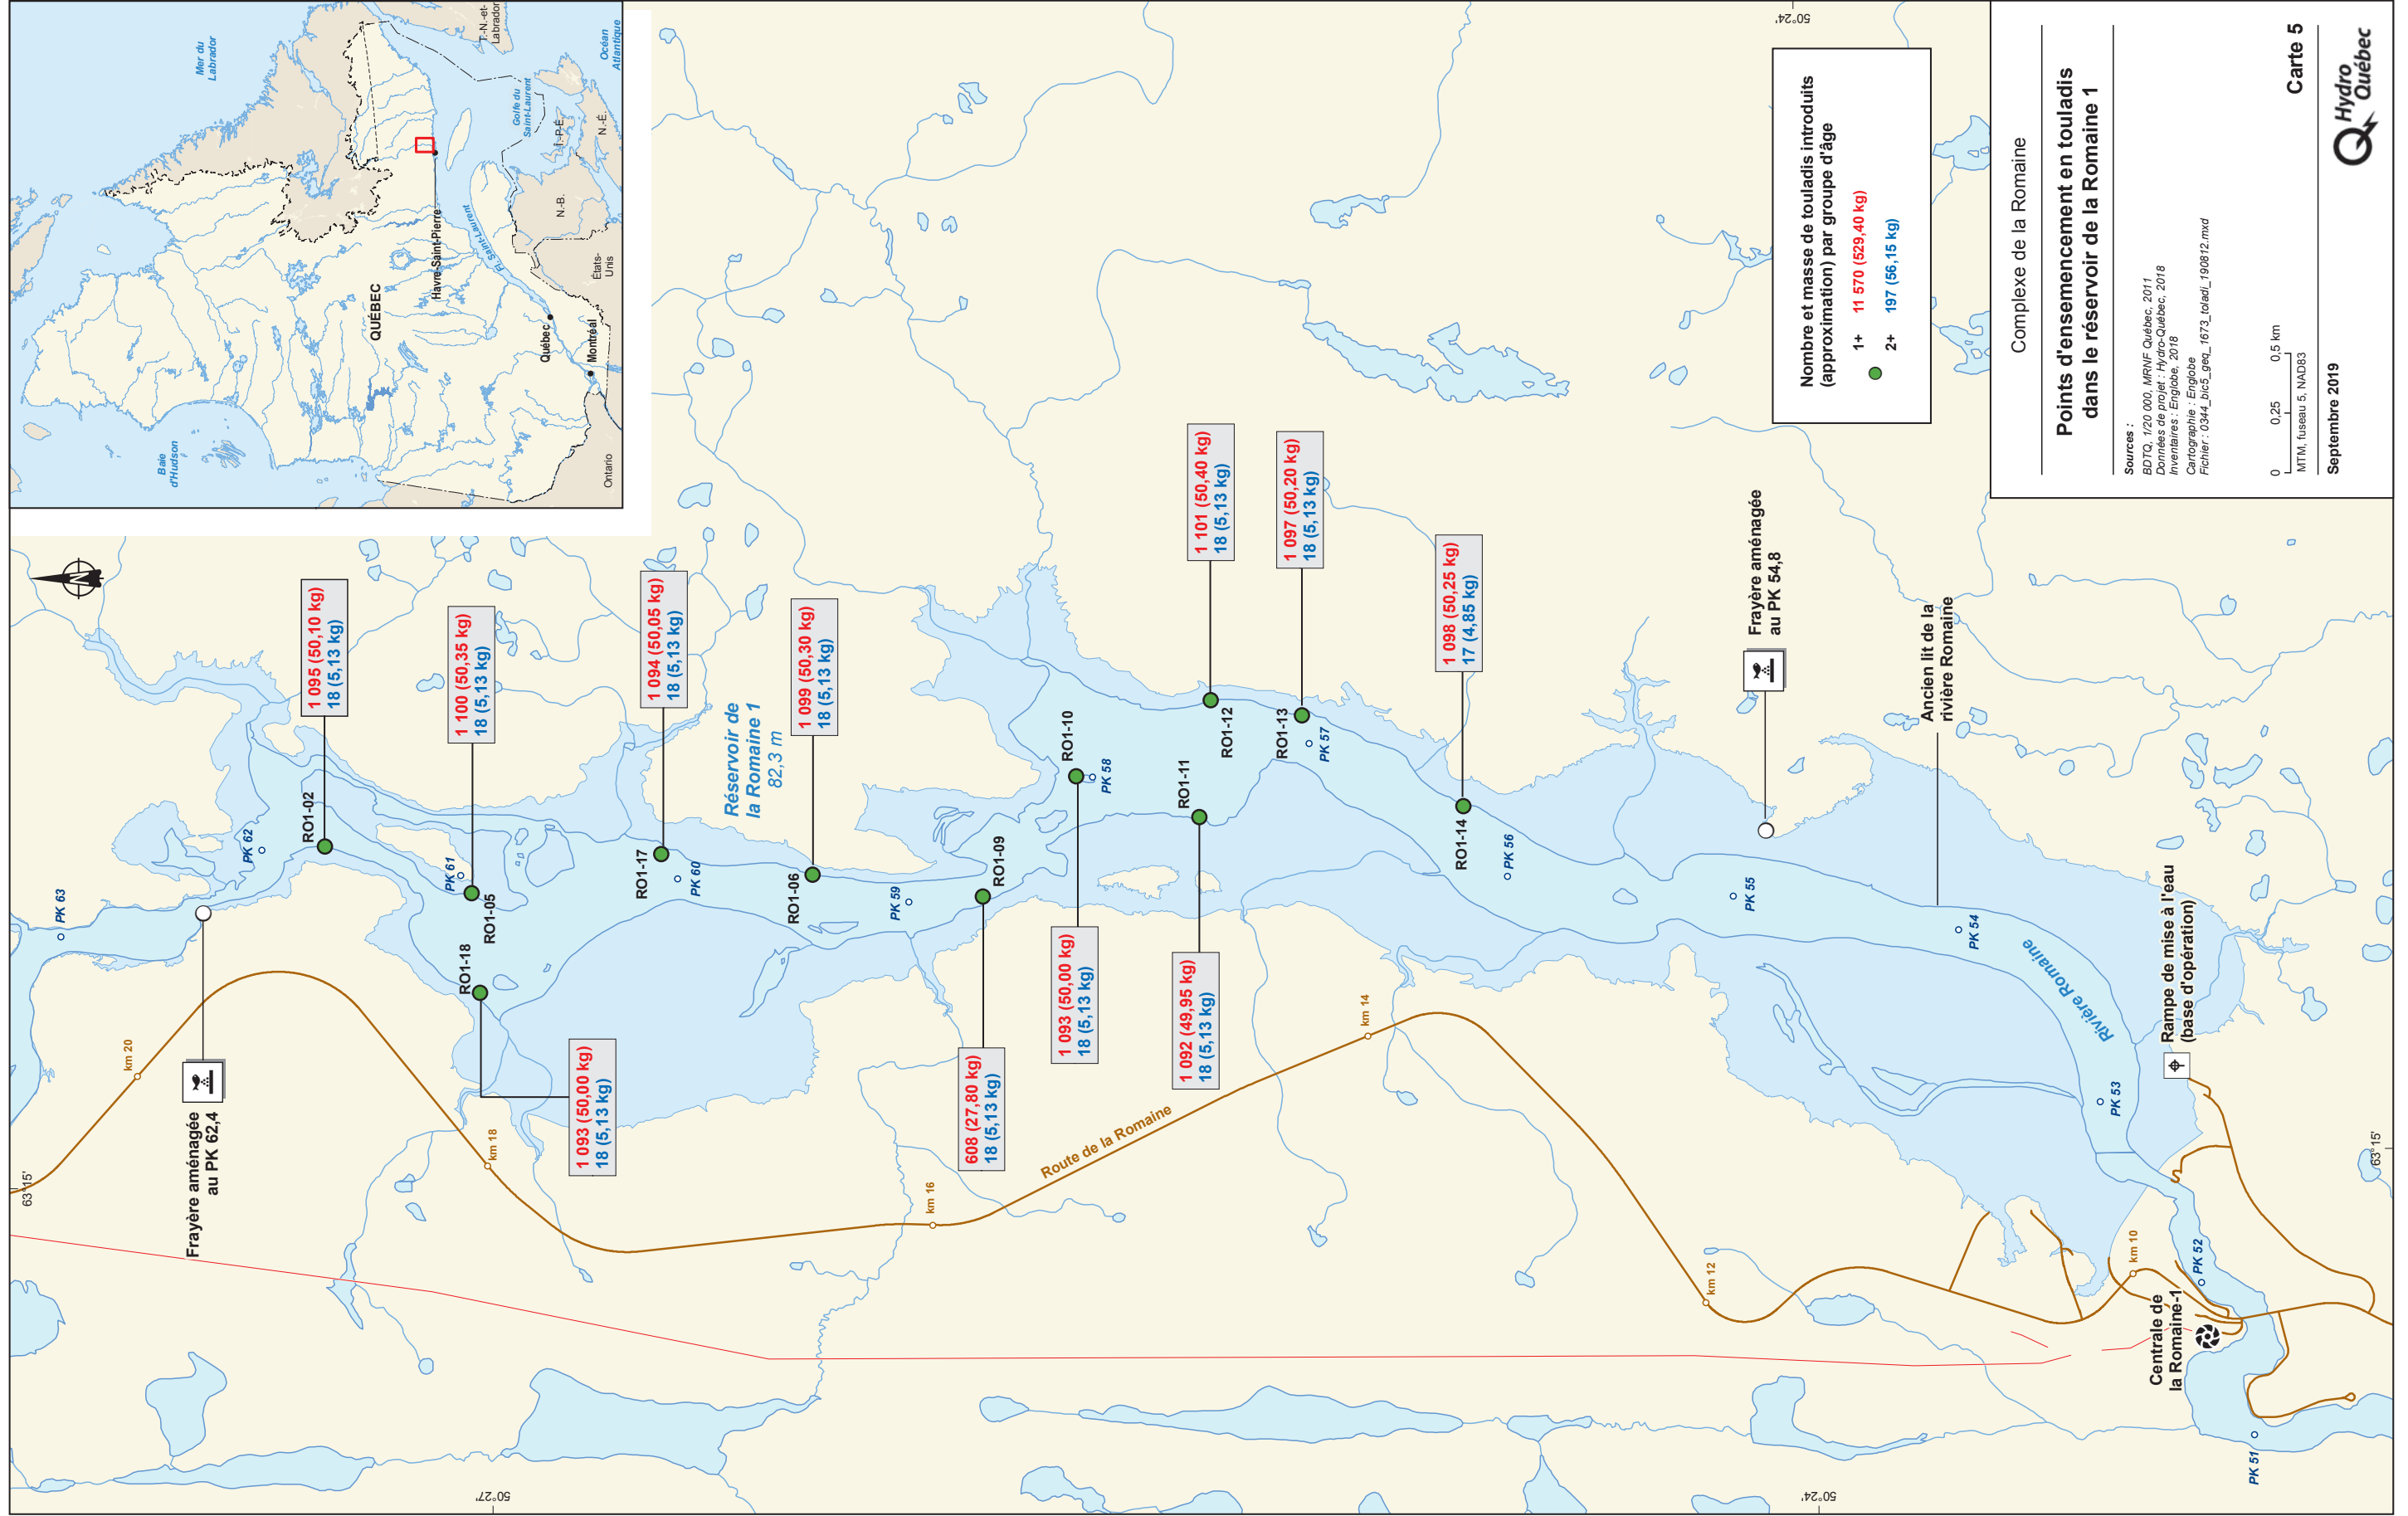 Mer du
Labrador
T.-N.-et-
Labrador
Océan
Atlantique
Golfe du
Saint-Laurent
Î.-P.-É.
N.-É.
N.-B.
Baie
d'Hudson
QUÉBEC
Havre-Saint-Pierre
Fl. Saint-Laurent
États-
Unis
Québec
Montréal
Ontario
N
63°15'
50°27'
50°24'
50°24'
63°15'
PK 63
PK 62
PK 61
PK 60
PK 59
PK 58
PK 57
PK 56
PK 55
PK 54
PK 53
PK 52
PK 51
km 20
km 18
km 16
km 14
km 12
km 10
Route de la Romaine
Frayère aménagée
au PK 62,4
RO1-02
1 095 (50,10 kg)
18 (5,13 kg)
RO1-05
1 100 (50,35 kg)
18 (5,13 kg)
RO1-18
1 093 (50,00 kg)
18 (5,13 kg)
RO1-17
1 094 (50,05 kg)
18 (5,13 kg)
Réservoir de
la Romaine 1
82,3 m
RO1-06
1 099 (50,30 kg)
18 (5,13 kg)
RO1-09
608 (27,80 kg)
18 (5,13 kg)
RO1-10
1 093 (50,00 kg)
18 (5,13 kg)
RO1-11
1 092 (49,95 kg)
18 (5,13 kg)
RO1-12
1 101 (50,40 kg)
18 (5,13 kg)
RO1-13
1 097 (50,20 kg)
18 (5,13 kg)
RO1-14
1 098 (50,25 kg)
17 (4,85 kg)
Frayère aménagée
au PK 54,8
Ancien lit de la
rivière Romaine
Rivière Romaine
Rampe de mise à l'eau
(base d'opération)
Centrale de
la Romaine-1
Nombre et masse de touladis introduits
(approximation) par groupe d'âge
1+ 11 570 (529,40 kg)
2+ 197 (56,15 kg)
Complexe de la Romaine
Points d'ensemencement en touladis
dans le réservoir de la Romaine 1
Sources :
BDTQ, 1/20 000, MRNF Québec, 2011
Données de projet : Hydro-Québec, 2018
Inventaires : Englobe, 2018
Cartographie : Englobe
Fichier : 0344_bic5_geq_1673_toladi_190812.mxd
0 0,25 0,5 km
MTM, fuseau 5, NAD83
Septembre 2019
Carte 5
Hydro
Québec